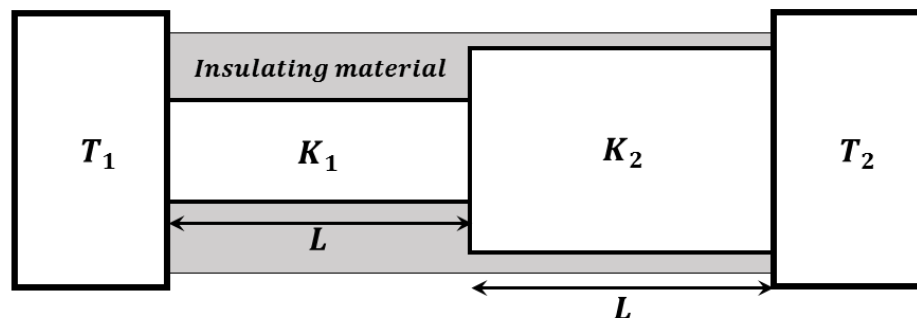 Insulating material
T₁
K₁
K₂
T₂
L
L